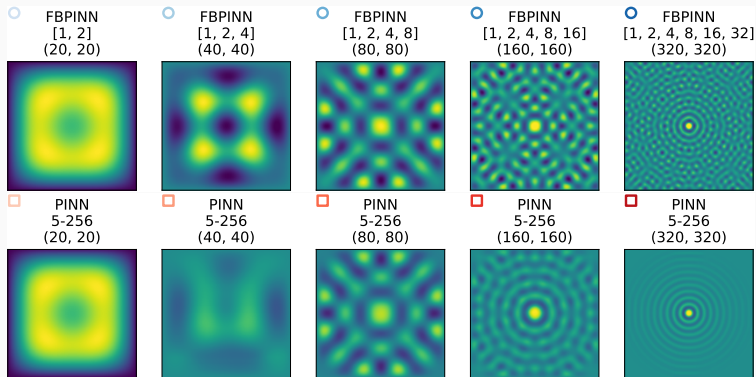 FBPINN
[1, 2]
(20, 20)
FBPINN
[1, 2, 4]
(40, 40)
FBPINN
[1, 2, 4, 8]
(80, 80)
FBPINN
[1, 2, 4, 8, 16]
(160, 160)
FBPINN
[1, 2, 4, 8, 16, 32]
(320, 320)
PINN
5-256
(20, 20)
PINN
5-256
(40, 40)
PINN
5-256
(80, 80)
PINN
5-256
(160, 160)
PINN
5-256
(320, 320)